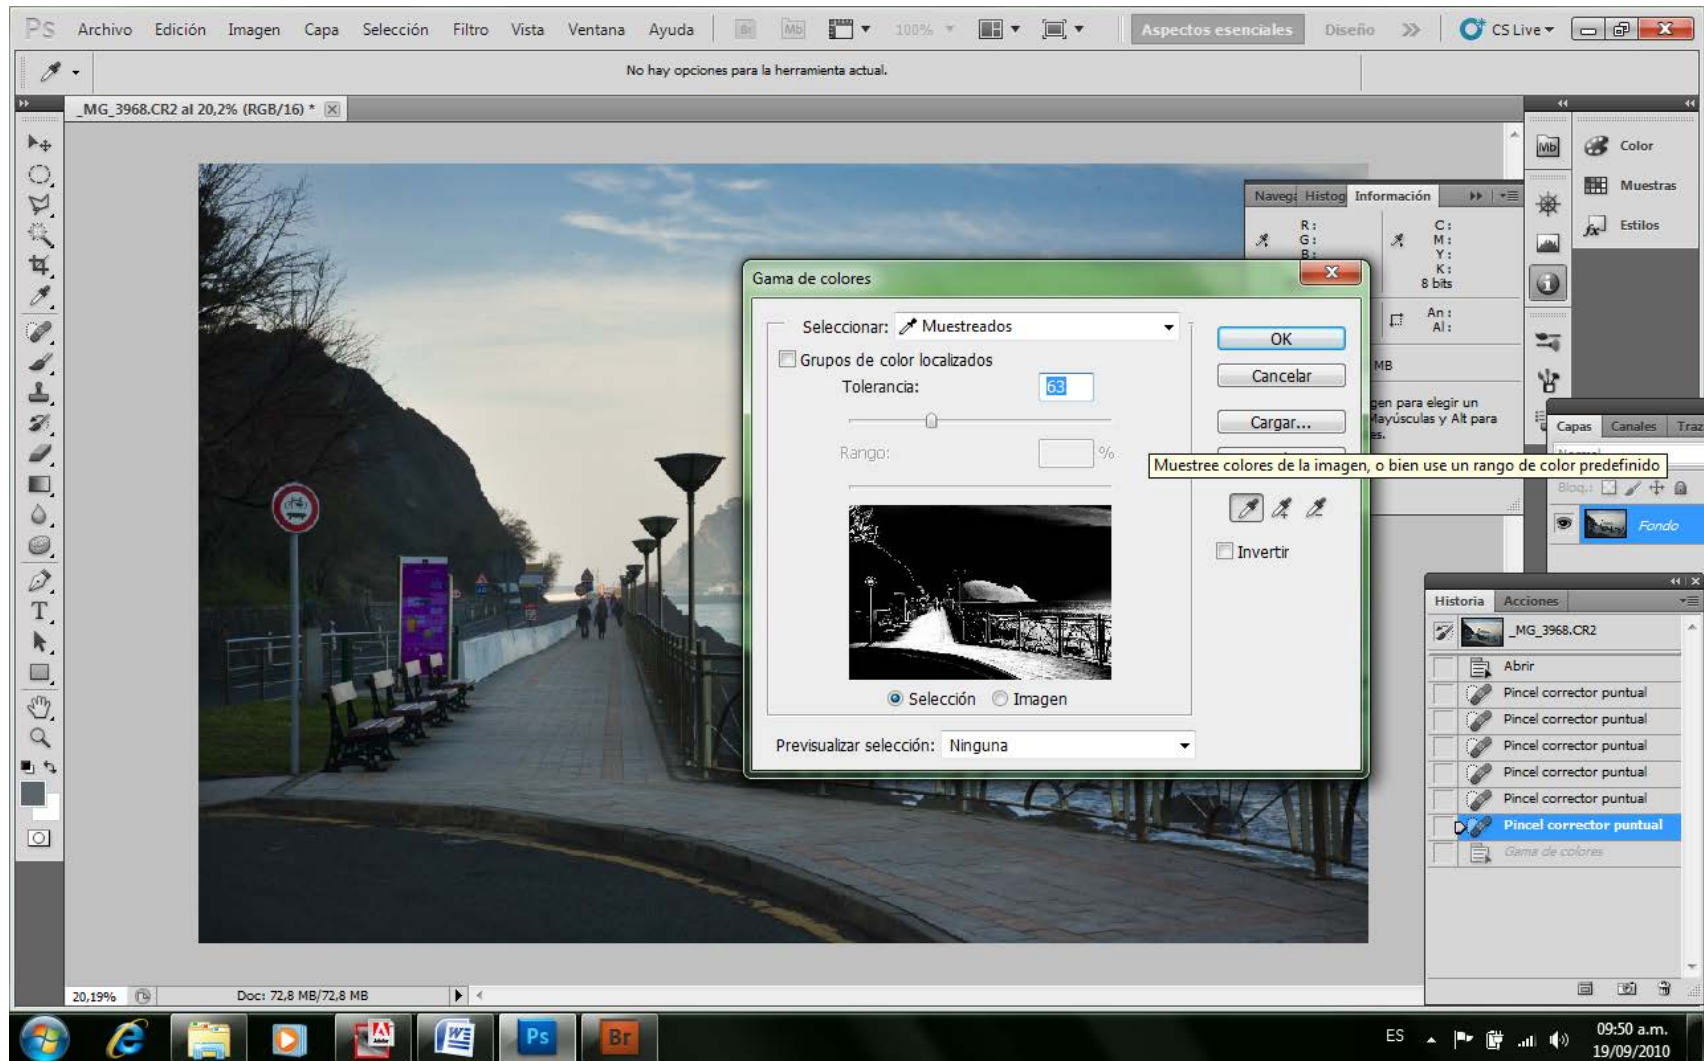 Ps Archivo Edición Imagen Capa Selección Filtro Vista Ventana Ayuda Br Mb 100% Aspectos esenciales Diseño CS Live
No hay opciones para la herramienta actual.
_MG_3968.CR2 al 20,2% (RGB/16) *
Mb Color
Muestras
Estilos
Histog Información
R: C:
G: M:
B: Y:
K:
8 bits
An:
Al:
MB
para elegir un
Mayúsculas y Alt para
Gama de colores
Seleccionar: Muestreados
Grupos de color localizados
Tolerancia: 63
Rango: %
Selección Imagen
Previsualizar selección: Ninguna
OK
Cancelar
Cargar...
Muestree colores de la imagen, o bien use un rango de color predefinido
Invertir
Capas Canales Traz
Bloq.:
Fondo
Historia Acciones
_MG_3968.CR2
Abrir
Pincel corrector puntual
Pincel corrector puntual
Pincel corrector puntual
Pincel corrector puntual
Pincel corrector puntual
Pincel corrector puntual
Gama de colores
20,19% Doc: 72,8 MB/72,8 MB
Ps Br ES 09:50 a.m.
19/09/2010